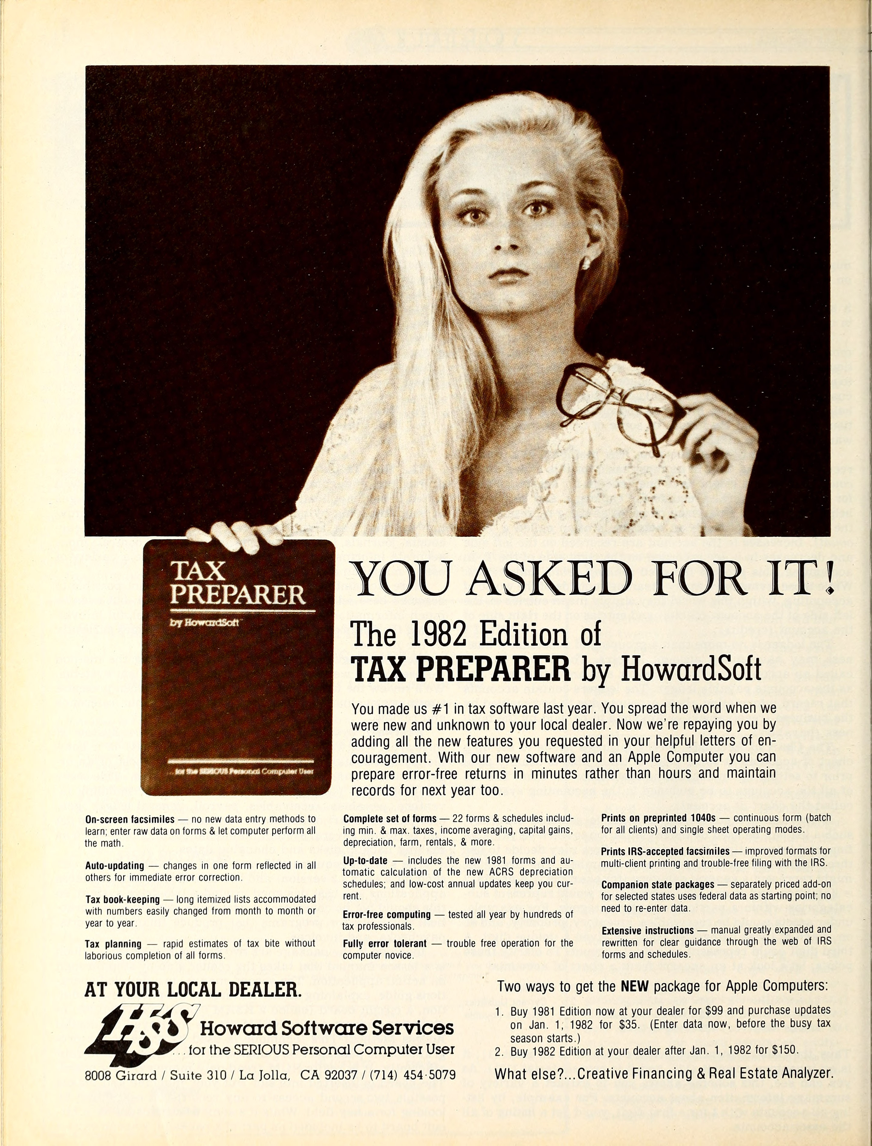 TAX
PREPARER
by HowardSoft™
...for the SERIOUS Personal Computer User
YOU ASKED FOR IT!
The 1982 Edition of
TAX PREPARER by HowardSoft
You made us #1 in tax software last year. You spread the word when we
were new and unknown to your local dealer. Now we're repaying you by
adding all the new features you requested in your helpful letters of en-
couragement. With our new software and an Apple Computer you can
prepare error-free returns in minutes rather than hours and maintain
records for next year too.
On-screen facsimiles — no new data entry methods to
learn; enter raw data on forms & let computer perform all
the math.
Auto-updating — changes in one form reflected in all
others for immediate error correction.
Tax book-keeping — long itemized lists accommodated
with numbers easily changed from month to month or
year to year.
Tax planning — rapid estimates of tax bite without
laborious completion of all forms.
Complete set of forms — 22 forms & schedules includ-
ing min. & max. taxes, income averaging, capital gains,
depreciation, farm, rentals, & more.
Up-to-date — includes the new 1981 forms and au-
tomatic calculation of the new ACRS depreciation
schedules; and low-cost annual updates keep you cur-
rent.
Error-free computing — tested all year by hundreds of
tax professionals.
Fully error tolerant — trouble free operation for the
computer novice.
Prints on preprinted 1040s — continuous form (batch
for all clients) and single sheet operating modes.
Prints IRS-accepted facsimiles — improved formats for
multi-client printing and trouble-free filing with the IRS.
Companion state packages — separately priced add-on
for selected states uses federal data as starting point; no
need to re-enter data.
Extensive instructions — manual greatly expanded and
rewritten for clear guidance through the web of IRS
forms and schedules.
AT YOUR LOCAL DEALER.
HSS Howard Software Services
...for the SERIOUS Personal Computer User
8008 Girard / Suite 310 / La Jolla, CA 92037 / (714) 454-5079
Two ways to get the NEW package for Apple Computers:
1. Buy 1981 Edition now at your dealer for $99 and purchase updates
on Jan. 1, 1982 for $35. (Enter data now, before the busy tax
season starts.)
2. Buy 1982 Edition at your dealer after Jan. 1, 1982 for $150.
What else?...Creative Financing & Real Estate Analyzer.